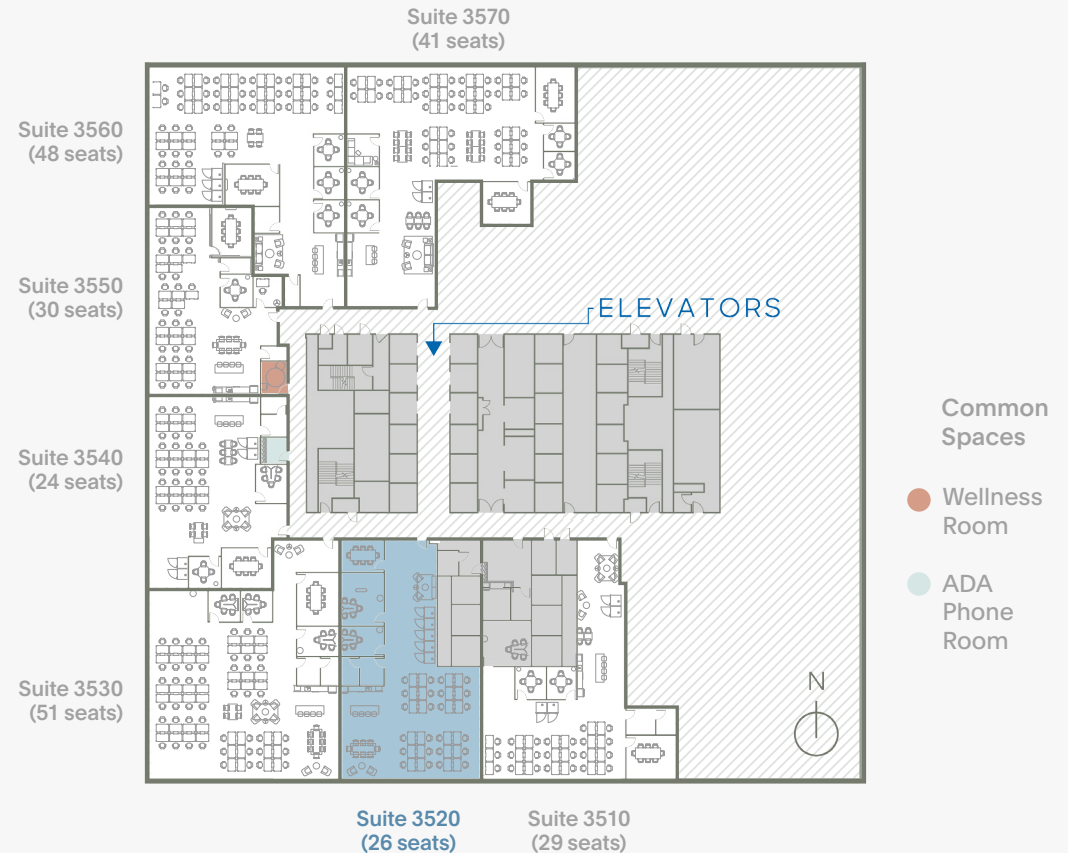 Suite 3570
(41 seats)
Suite 3560
(48 seats)
Suite 3550
(30 seats)
ELEVATORS
Suite 3540
(24 seats)
Common
Spaces
Wellness
Room
ADA
Phone
Room
Suite 3530
(51 seats)
N
Suite 3520
(26 seats)
Suite 3510
(29 seats)